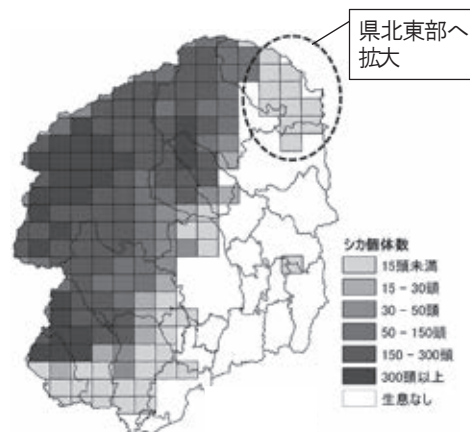 県北東部へ
拡大
シカ個体数
15頭未満
15 - 30頭
30 - 50頭
50 - 150頭
150 - 300頭
300頭以上
生息なし